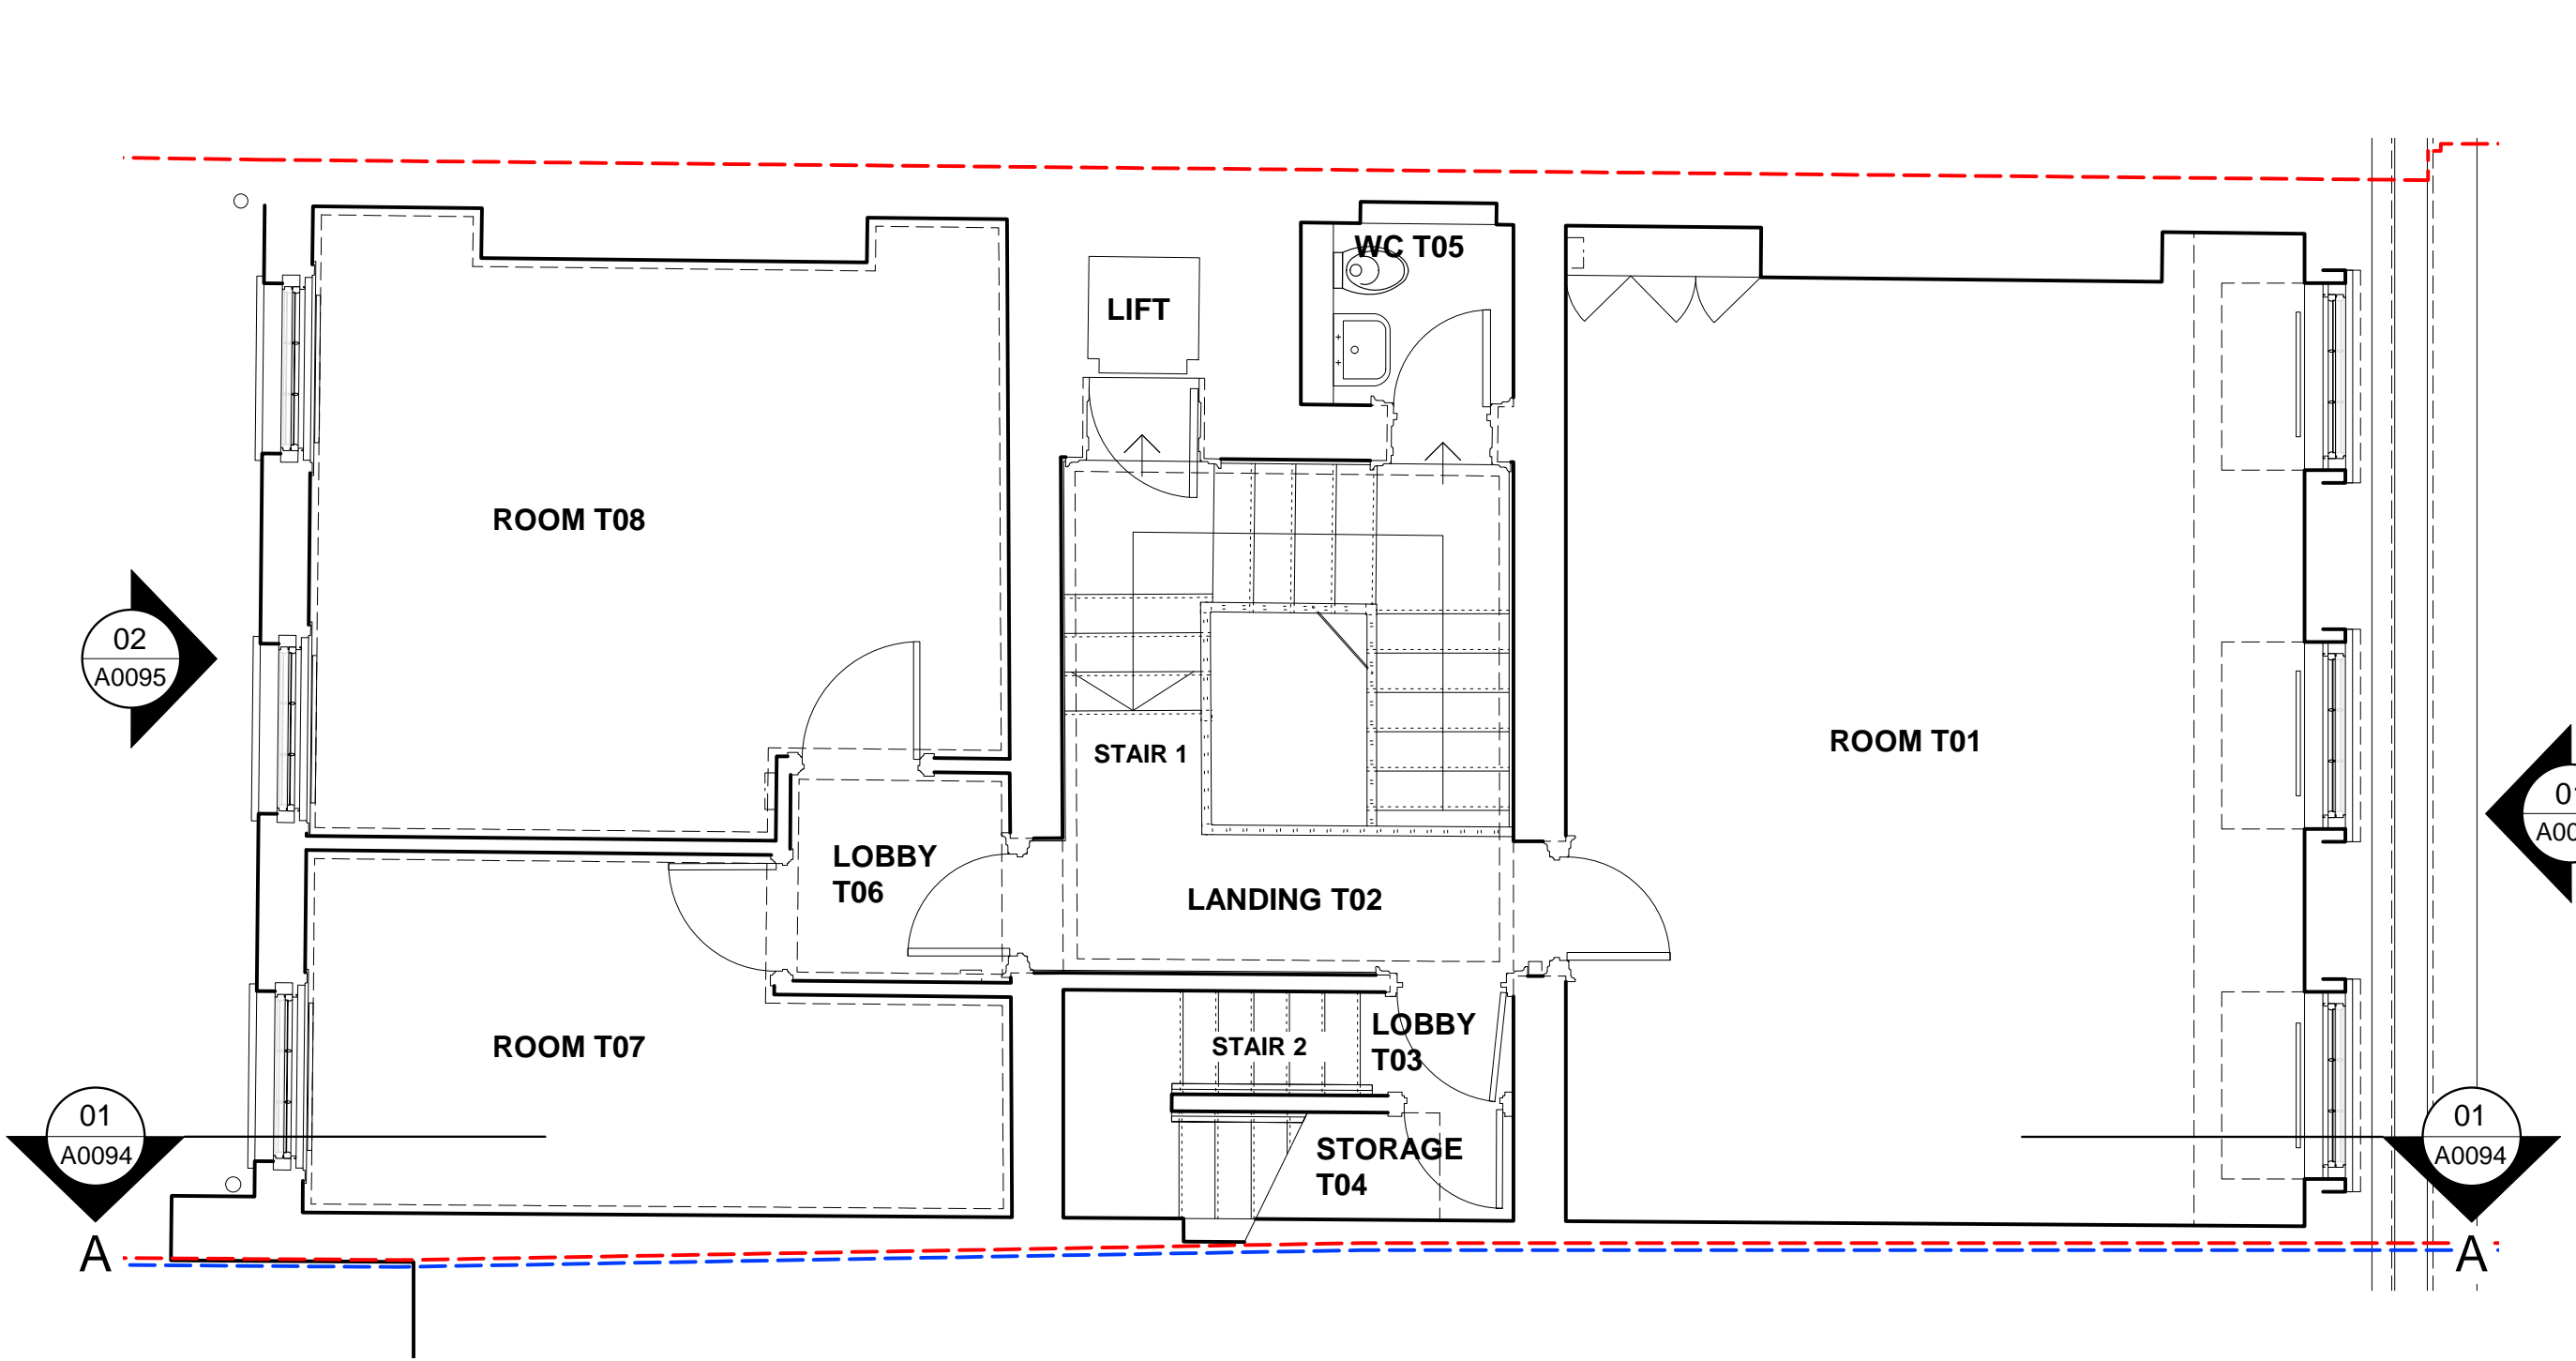 WC T05
LIFT
ROOM T08
02
A0095
STAIR 1
ROOM T01
LOBBY
T06
LANDING T02
ROOM T07
STAIR 2
LOBBY
T03
STORAGE
T04
01
A0094
A
01
A0094
A